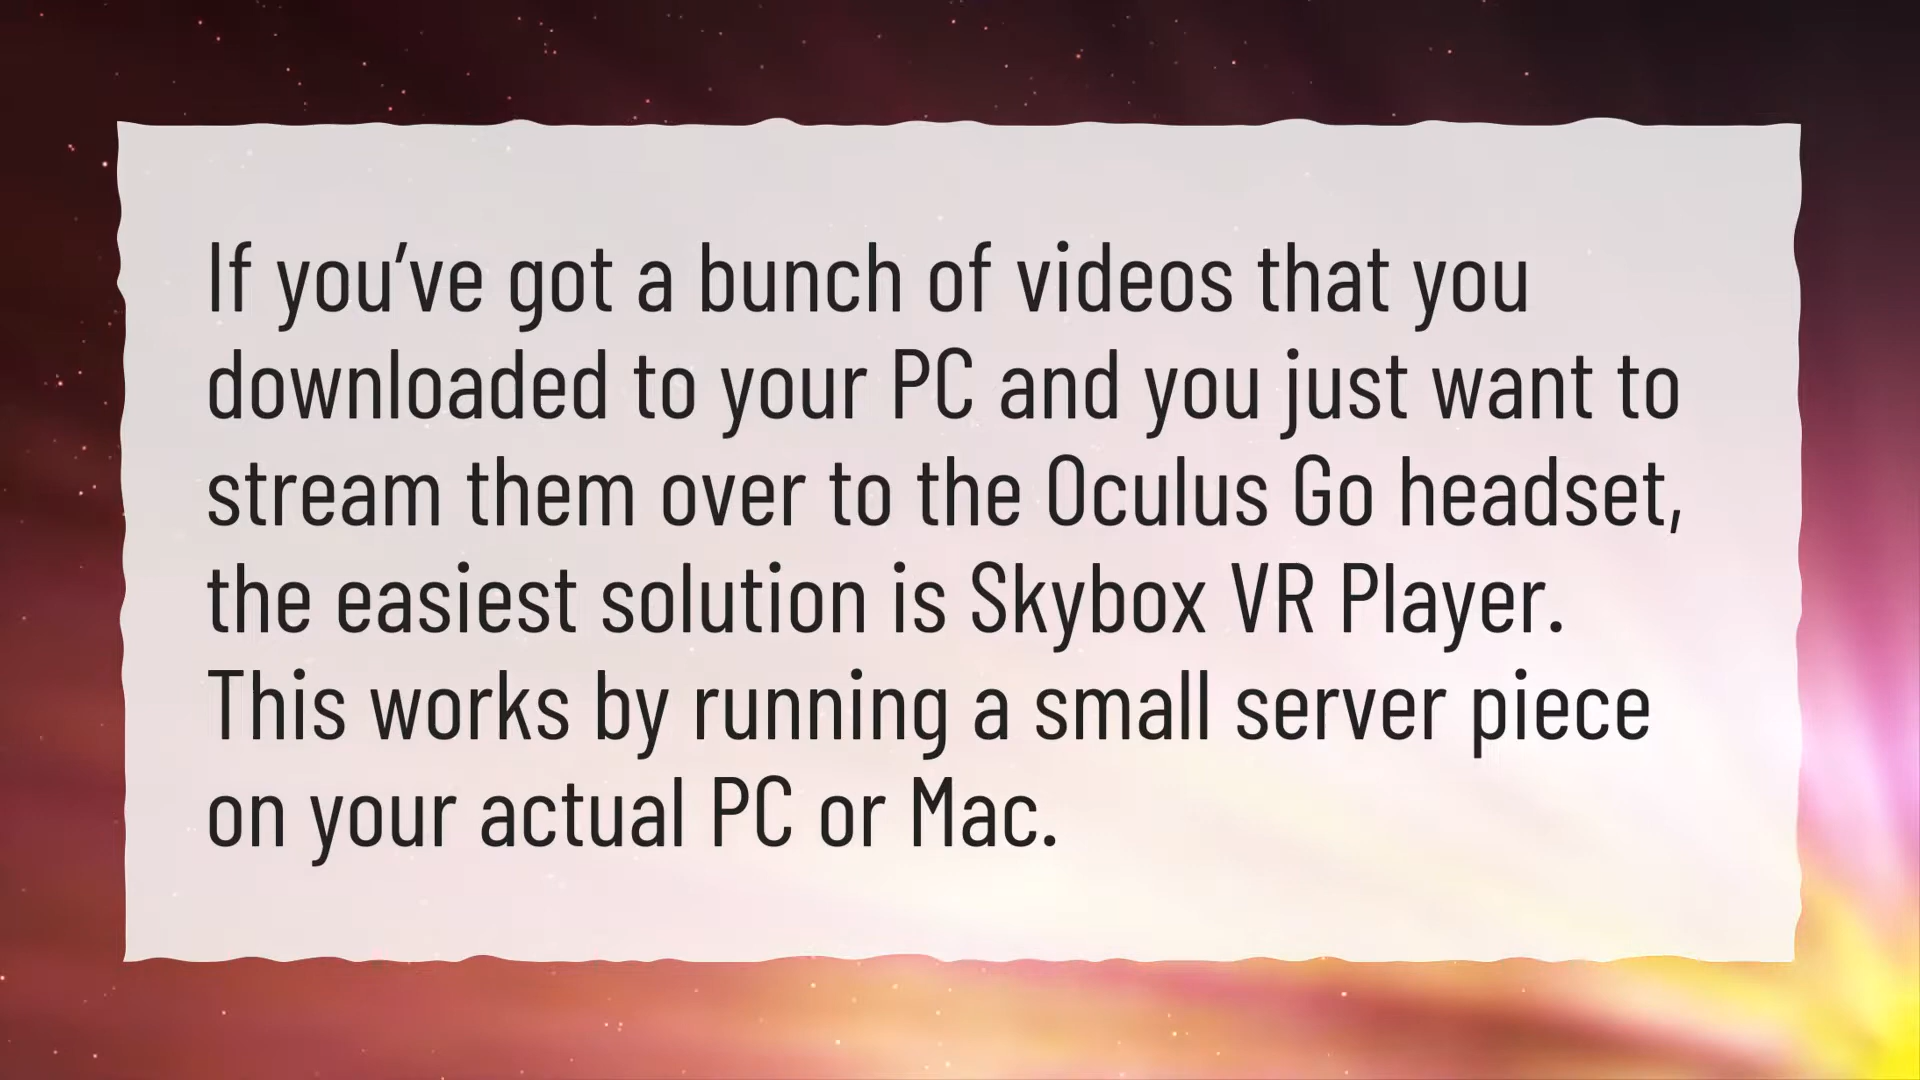 If you’ve got a bunch of videos that you
downloaded to your PC and you just want to
stream them over to the Oculus Go headset,
the easiest solution is Skybox VR Player.
This works by running a small server piece
on your actual PC or Mac.